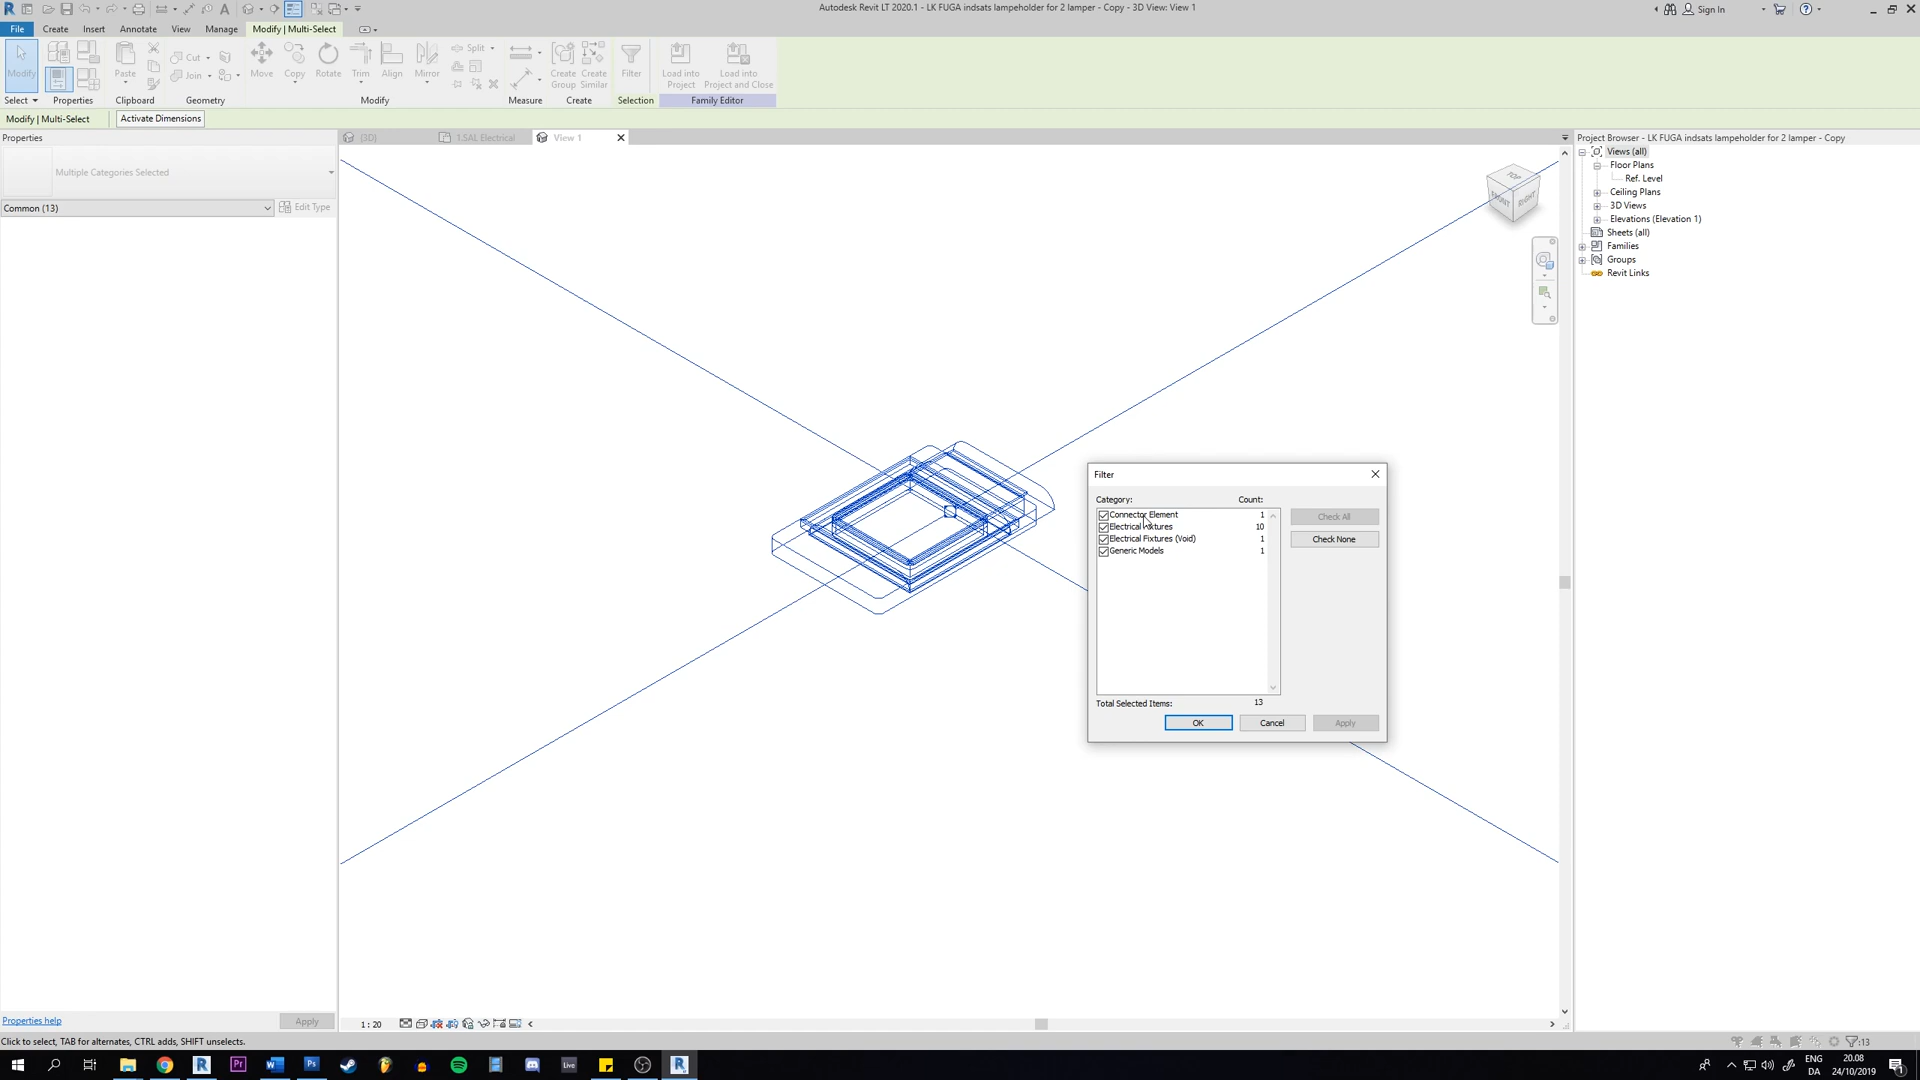 Autodesk Revit LT 2020.1 - LK FUGA indsats lampeholder for 2 lamper - Copy - 3D View: View 1
Sign In
File Create Insert Annotate View Manage Modify | Multi-Select
Modify Paste Cut Join Move Copy Rotate Trim Align Mirror Split Create Group Create Similar Filter Load into Project Load into Project and Close
Select Properties Clipboard Geometry Modify Measure Create Selection Family Editor
Modify | Multi-Select Activate Dimensions
Properties
{3D} 1.SAL Electrical View 1
Project Browser - LK FUGA indsats lampeholder for 2 lamper - Copy
Multiple Categories Selected
Common (13) Edit Type
Views (all)
Floor Plans
Ref. Level
Ceiling Plans
3D Views
Elevations (Elevation 1)
Sheets (all)
Families
Groups
Revit Links
TOP
FRONT
RIGHT
Filter
Category: Count:
Connector Element 1
Electrical Fixtures 10
Electrical Fixtures (Void) 1
Generic Models 1
Check All
Check None
Total Selected Items: 13
OK Cancel Apply
Properties help Apply
1 : 20
Click to select, TAB for alternates, CTRL adds, SHIFT unselects.
:13
Live
ENG
DA
20.08
24/10/2019